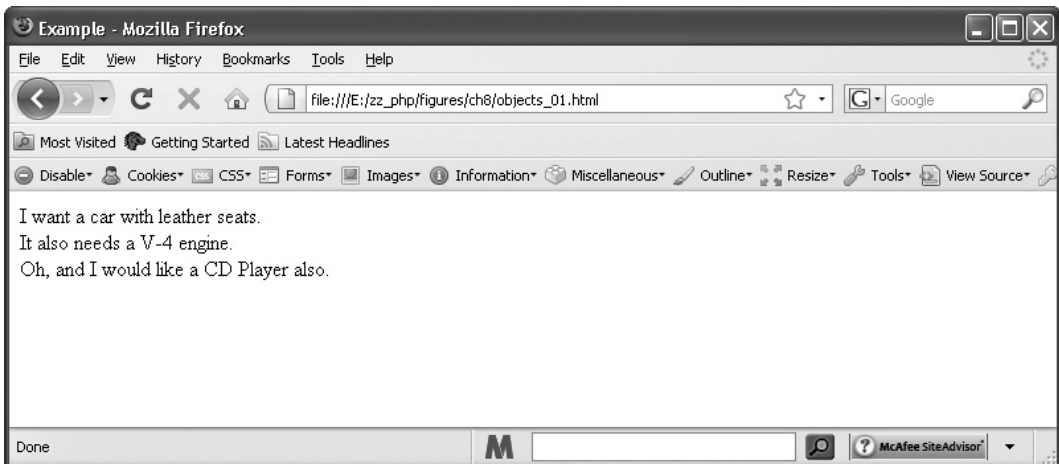 Example - Mozilla Firefox
File Edit View History Bookmarks Tools Help
file:///E:/zz_php/figures/ch8/objects_01.html G Google
Most Visited Getting Started Latest Headlines
Disable Cookies CSS Forms Images Information Miscellaneous Outline Resize Tools View Source
I want a car with leather seats.
It also needs a V-4 engine.
Oh, and I would like a CD Player also.
Done M ? McAfee SiteAdvisor